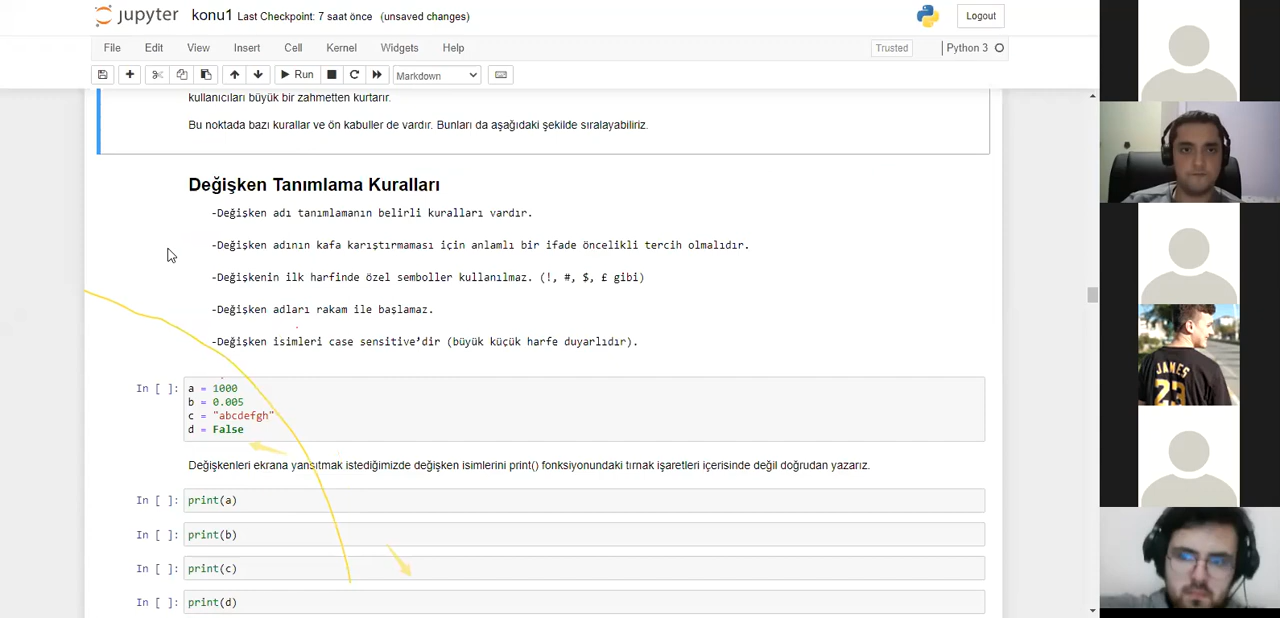 jupyter konu1 Last Checkpoint: 7 saat önce (unsaved changes)
Logout
File Edit View Insert Cell Kernel Widgets Help
Trusted
Python 3
Run
Markdown
kullanıcıları büyük bir zahmetten kurtarır.
Bu noktada bazı kurallar ve ön kabuller de vardır. Bunları da aşağıdaki şekilde sıralayabiliriz.
Değişken Tanımlama Kuralları
-Değişken adı tanımlamanın belirli kuralları vardır.
-Değişken adının kafa karıştırmaması için anlamlı bir ifade öncelikli tercih olmalıdır.
-Değişkenin ilk harfinde özel semboller kullanılmaz. (!, #, $, £ gibi)
-Değişken adları rakam ile başlamaz.
-Değişken isimleri case sensitive’dir (büyük küçük harfe duyarlıdır).
In [ ]: a = 1000
b = 0.005
c = "abcdefgh"
d = False
Değişkenleri ekrana yansıtmak istediğimizde değişken isimlerini print() fonksiyonundaki tırnak işaretleri içerisinde değil doğrudan yazarız.
In [ ]: print(a)
In [ ]: print(b)
In [ ]: print(c)
In [ ]: print(d)
JAMES
23